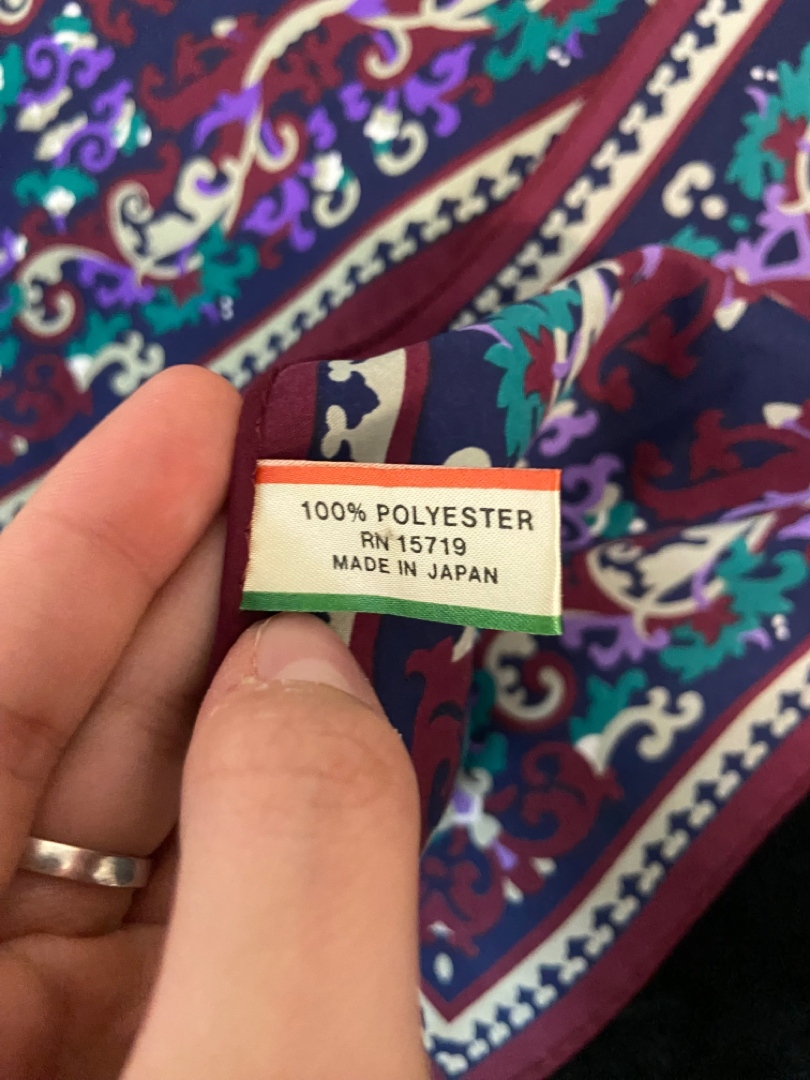 100% POLYESTER
RN 15719
MADE IN JAPAN